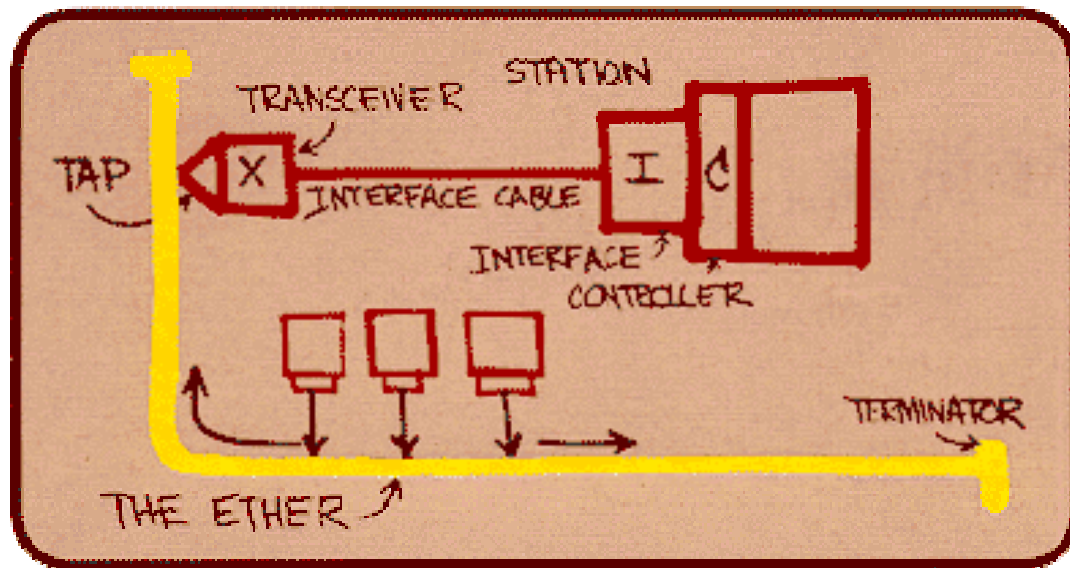 STATION
TRANSCEIVER
TAP
X
I
C
INTERFACE CABLE
INTERFACE
CONTROLLER
TERMINATOR
THE ETHER